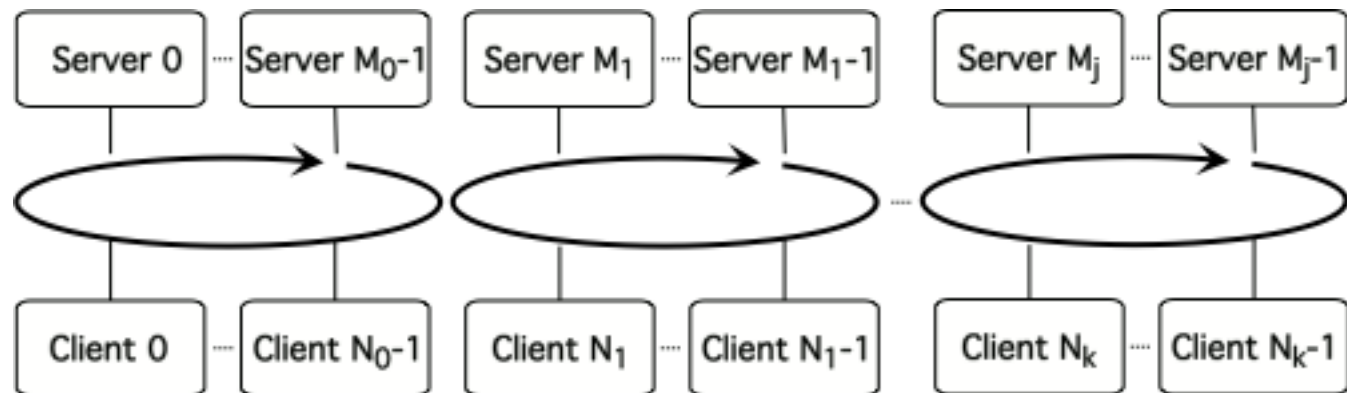 Server 0 .... Server M₀-1 Server M₁ .... Server M₁-1 Server Mⱼ .... Server Mⱼ-1
....
Client 0 .... Client N₀-1 Client N₁ .... Client N₁-1 Client Nₖ .... Client Nₖ-1